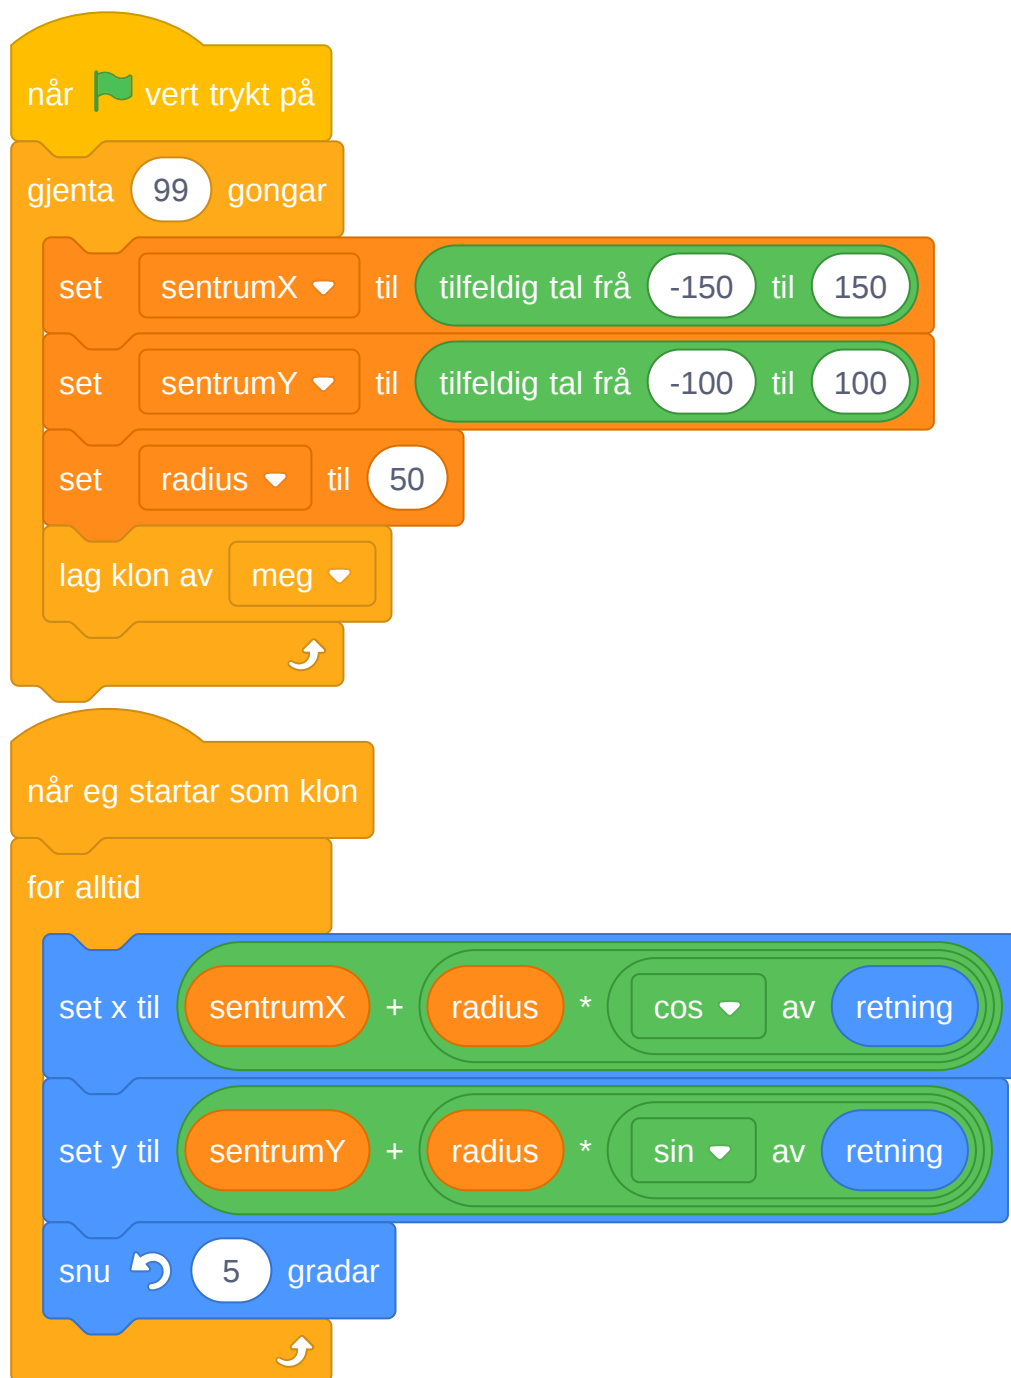 når vert trykt på
gjenta 99 gongar
set sentrumX til tilfeldig tal frå -150 til 150
set sentrumY til tilfeldig tal frå -100 til 100
set radius til 50
lag klon av meg
når eg startar som klon
for alltid
set x til sentrumX + radius * cos av retning
set y til sentrumY + radius * sin av retning
snu 5 gradar